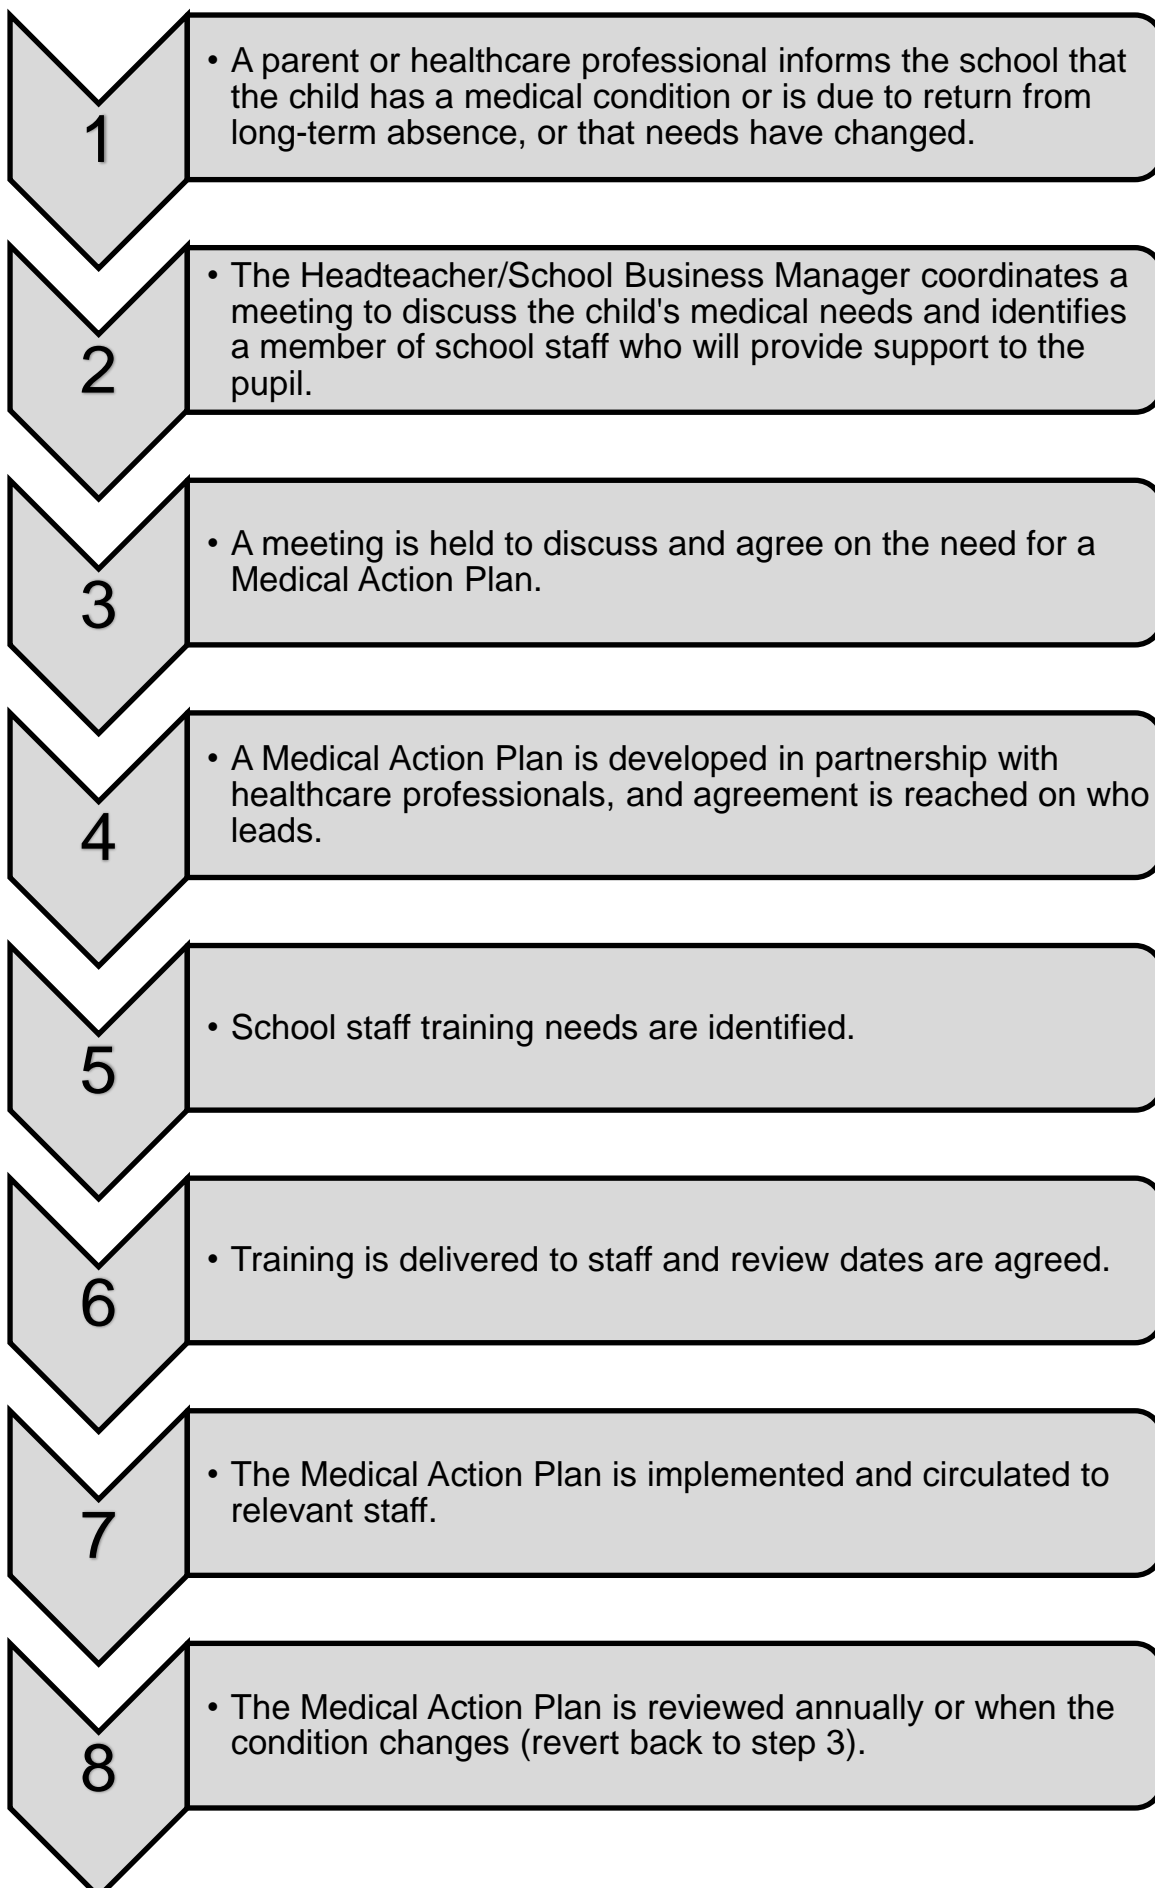 1
• A parent or healthcare professional informs the school that
the child has a medical condition or is due to return from
long-term absence, or that needs have changed.
2
• The Headteacher/School Business Manager coordinates a
meeting to discuss the child's medical needs and identifies
a member of school staff who will provide support to the
pupil.
3
• A meeting is held to discuss and agree on the need for a
Medical Action Plan.
4
• A Medical Action Plan is developed in partnership with
healthcare professionals, and agreement is reached on who
leads.
5
• School staff training needs are identified.
6
• Training is delivered to staff and review dates are agreed.
7
• The Medical Action Plan is implemented and circulated to
relevant staff.
8
• The Medical Action Plan is reviewed annually or when the
condition changes (revert back to step 3).